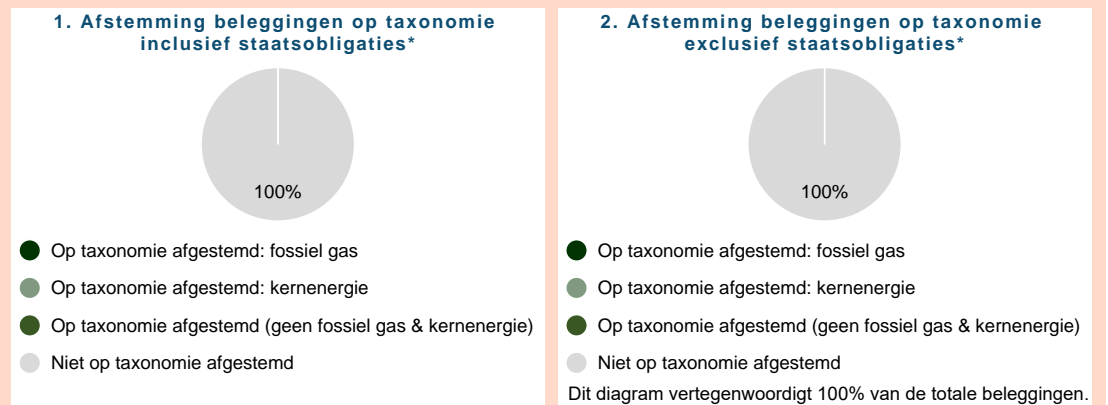 1. Afstemming beleggingen op taxonomie
inclusief staatsobligaties*
100%
Op taxonomie afgestemd: fossiel gas
Op taxonomie afgestemd: kernenergie
Op taxonomie afgestemd (geen fossiel gas & kernenergie)
Niet op taxonomie afgestemd
2. Afstemming beleggingen op taxonomie
exclusief staatsobligaties*
100%
Op taxonomie afgestemd: fossiel gas
Op taxonomie afgestemd: kernenergie
Op taxonomie afgestemd (geen fossiel gas & kernenergie)
Niet op taxonomie afgestemd
Dit diagram vertegenwoordigt 100% van de totale beleggingen.